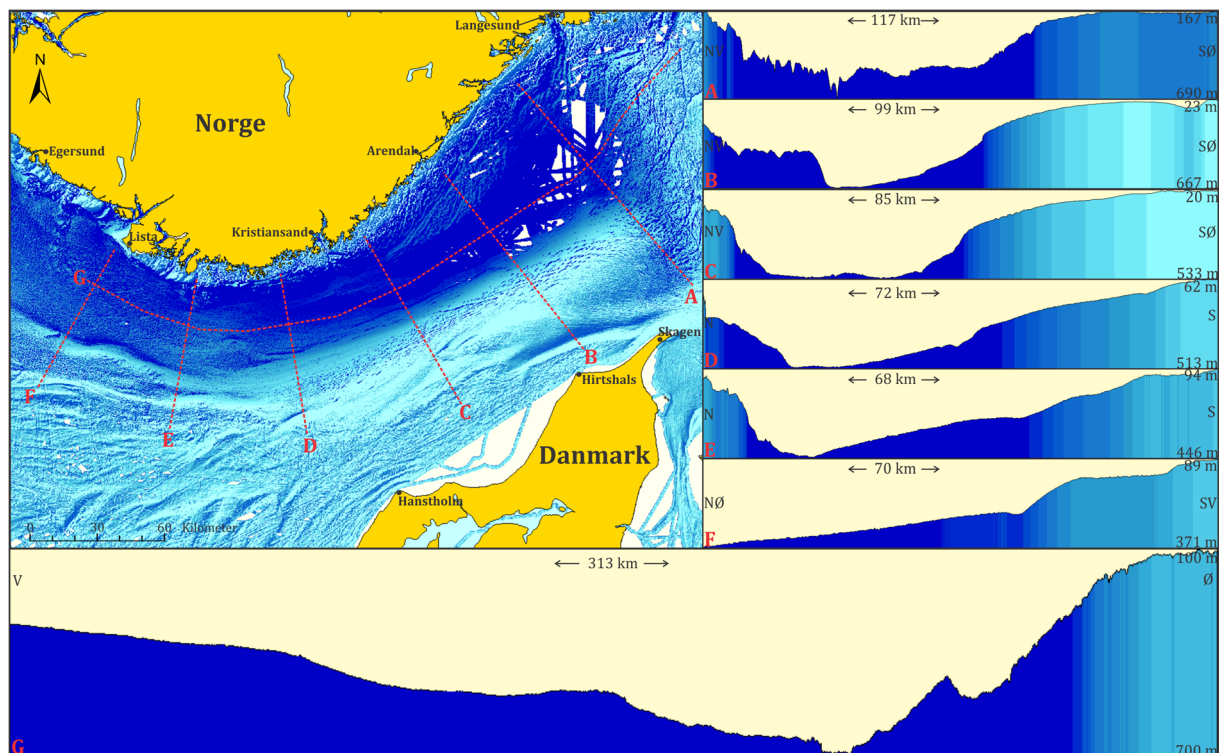 Langesund
N
Norge
Egersund
Arendal
Kristiansand
Lista
G
A
Skagen
B
Hirtshals
F
C
E
D
Danmark
Hanstholm
0 30 60 Kilometer
117 km
167 m
NV
SØ
A
690 m
99 km
23 m
NV
SØ
B
667 m
85 km
20 m
NV
SØ
C
533 m
72 km
62 m
N
S
D
513 m
68 km
94 m
N
S
E
446 m
70 km
89 m
NØ
SV
F
371 m
313 km
100 m
V
Ø
G
700 m